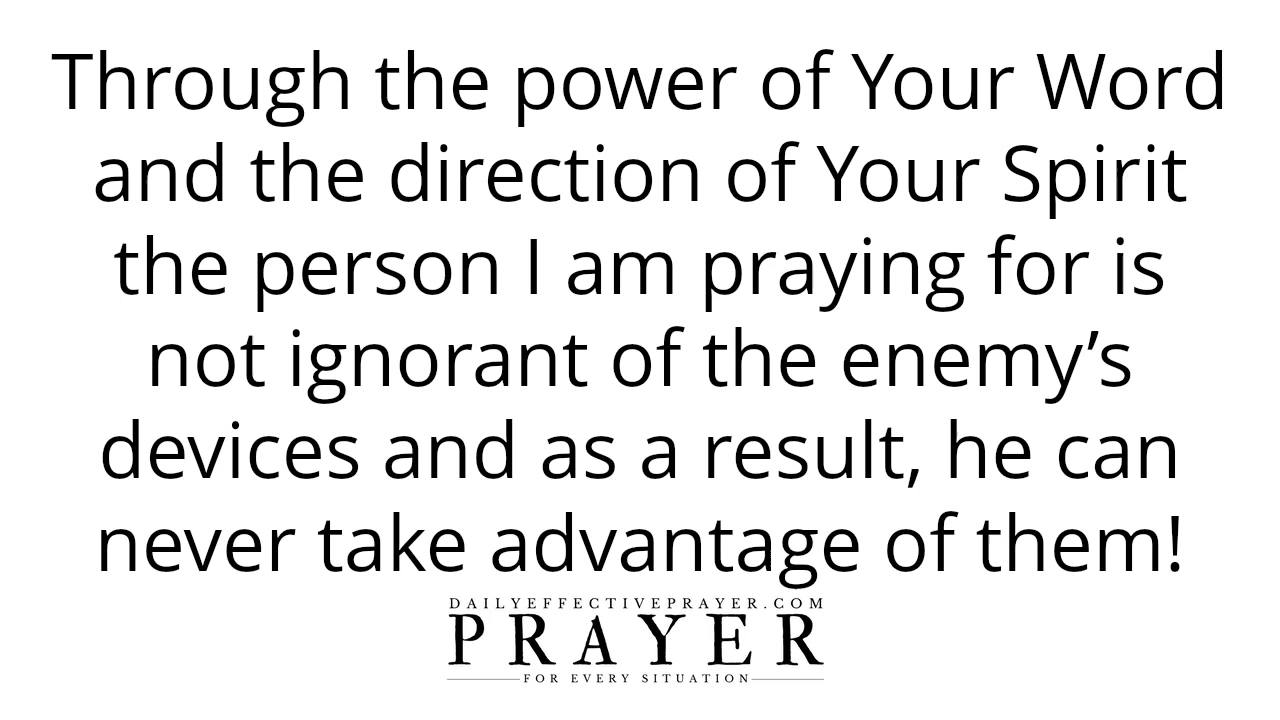 Through the power of Your Word
and the direction of Your Spirit
the person I am praying for is
not ignorant of the enemy’s
devices and as a result, he can
never take advantage of them!
DAILYEFFECTIVEPRAYER.COM
PRAYER
FOR EVERY SITUATION